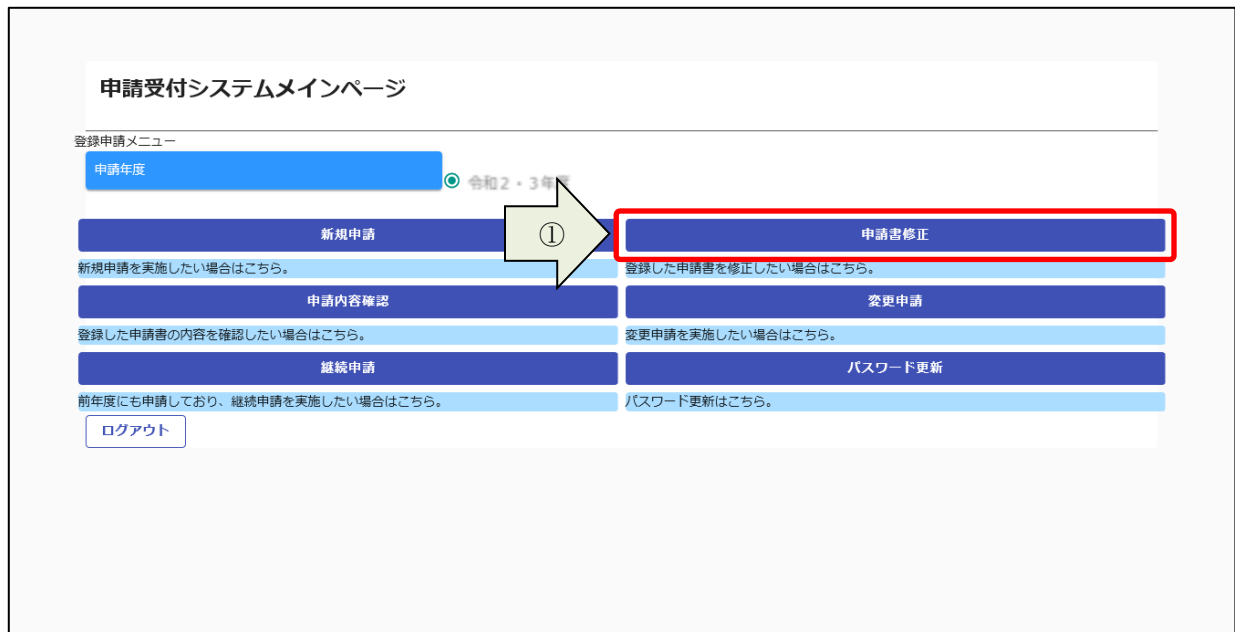 申請受付システムメインページ
登録申請メニュー
申請年度
令和2・3年度
新規申請
①
申請書修正
新規申請を実施したい場合はこちら。
登録した申請書を修正したい場合はこちら。
申請内容確認
変更申請
登録した申請書の内容を確認したい場合はこちら。
変更申請を実施したい場合はこちら。
継続申請
パスワード更新
前年度にも申請しており、継続申請を実施したい場合はこちら。
パスワード更新はこちら。
ログアウト